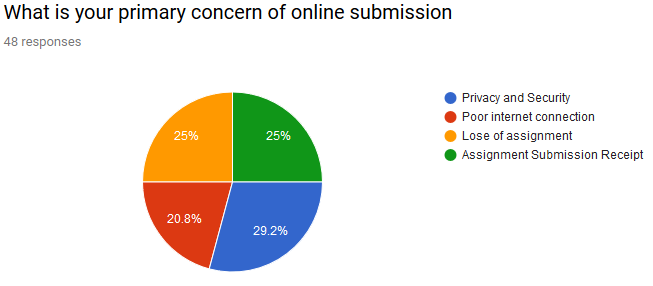 What is your primary concern of online submission
48 responses
25%
25%
20.8%
29.2%
Privacy and Security
Poor internet connection
Lose of assignment
Assignment Submission Receipt